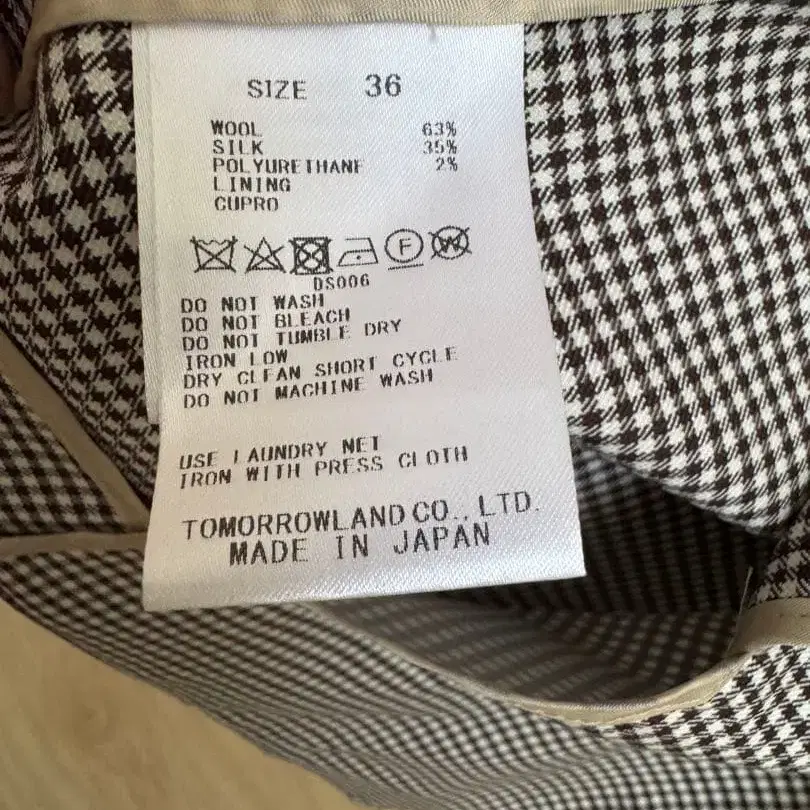 SIZE 36
WOOL 63%
SILK 35%
POLYURETHANE 2%
LINING
CUPRO
F W
DS006
DO NOT WASH
DO NOT BLEACH
DO NOT TUMBLE DRY
IRON LOW
DRY CLEAN SHORT CYCLE
DO NOT MACHINE WASH
USE LAUNDRY NET
IRON WITH PRESS CLOTH
TOMORROWLAND CO., LTD.
MADE IN JAPAN